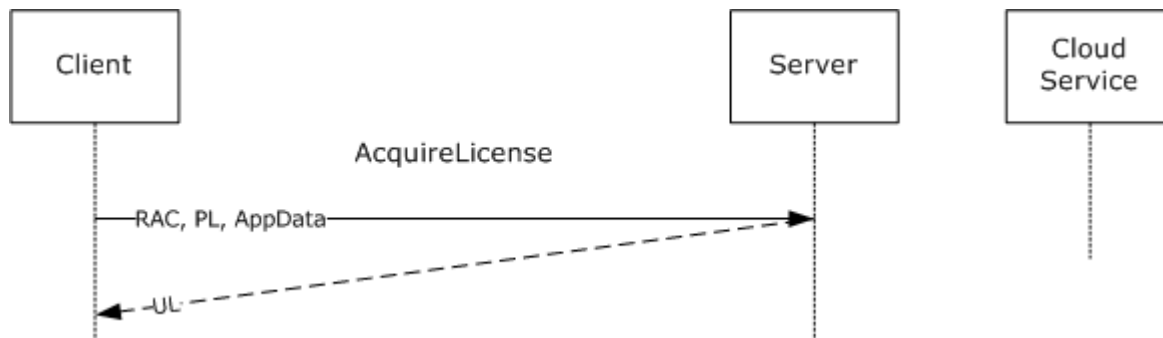 Client
Server
Cloud
Service
AcquireLicense
RAC, PL, AppData
UL